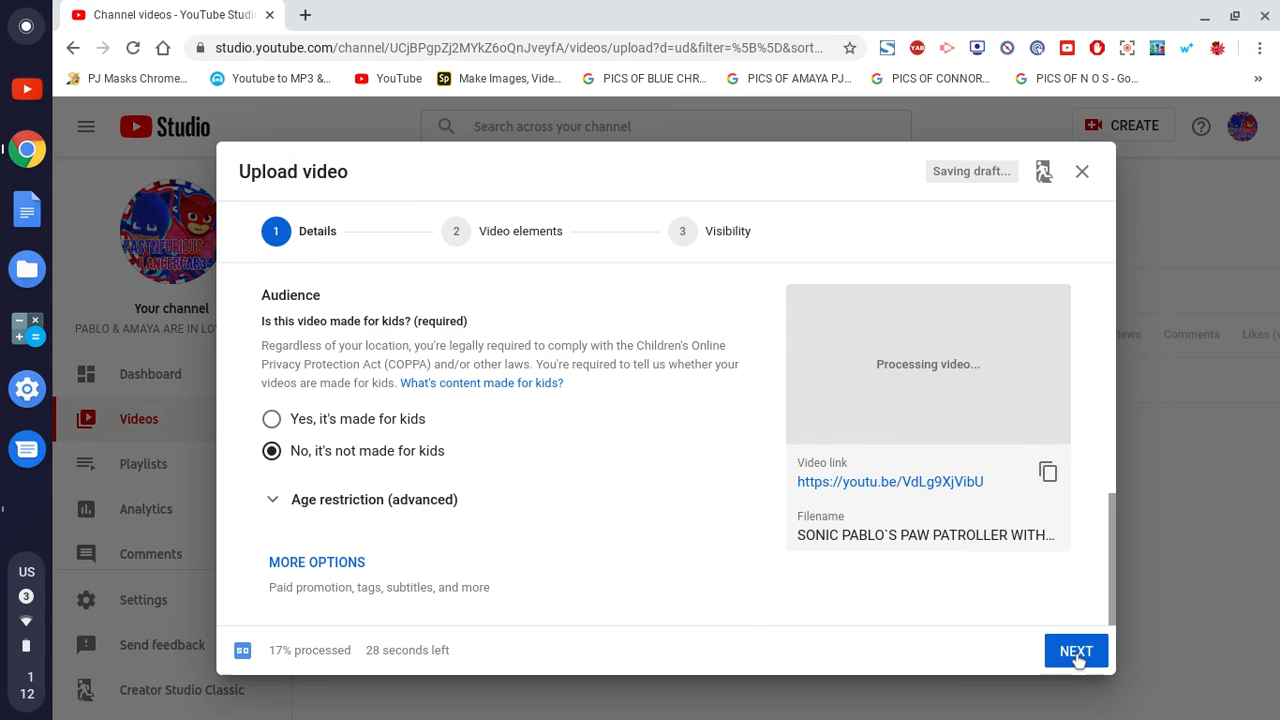 Channel videos - YouTube Studio
studio.youtube.com/channel/UCjBPgpZj2MYkZ6oQnJveyfA/videos/upload?d=ud&filter=%5B%5D&sort...
PJ Masks Chrome...
Youtube to MP3 &...
YouTube
Sp
Make Images, Vide...
PICS OF BLUE CHR...
PICS OF AMAYA PJ...
PICS OF CONNOR...
PICS OF N O S - Go...
»
Studio
Search across your channel
CREATE
Upload video
Saving draft...
1 Details
2 Video elements
3 Visibility
FASTNFURIOUS
LANCERCAR34
Your channel
PABLO & AMAYA ARE IN LO
Dashboard
Videos
Playlists
Analytics
Comments
Settings
Send feedback
Creator Studio Classic
Audience
Is this video made for kids? (required)
Regardless of your location, you're legally required to comply with the Children's Online
Privacy Protection Act (COPPA) and/or other laws. You're required to tell us whether your
videos are made for kids. What's content made for kids?
Yes, it's made for kids
No, it's not made for kids
Age restriction (advanced)
MORE OPTIONS
Paid promotion, tags, subtitles, and more
Processing video...
Video link
https://youtu.be/VdLg9XjVibU
Filename
SONIC PABLO`S PAW PATROLLER WITH...
iews
Comments
Likes (v
SD
17% processed
28 seconds left
NEXT
US
3
1
12